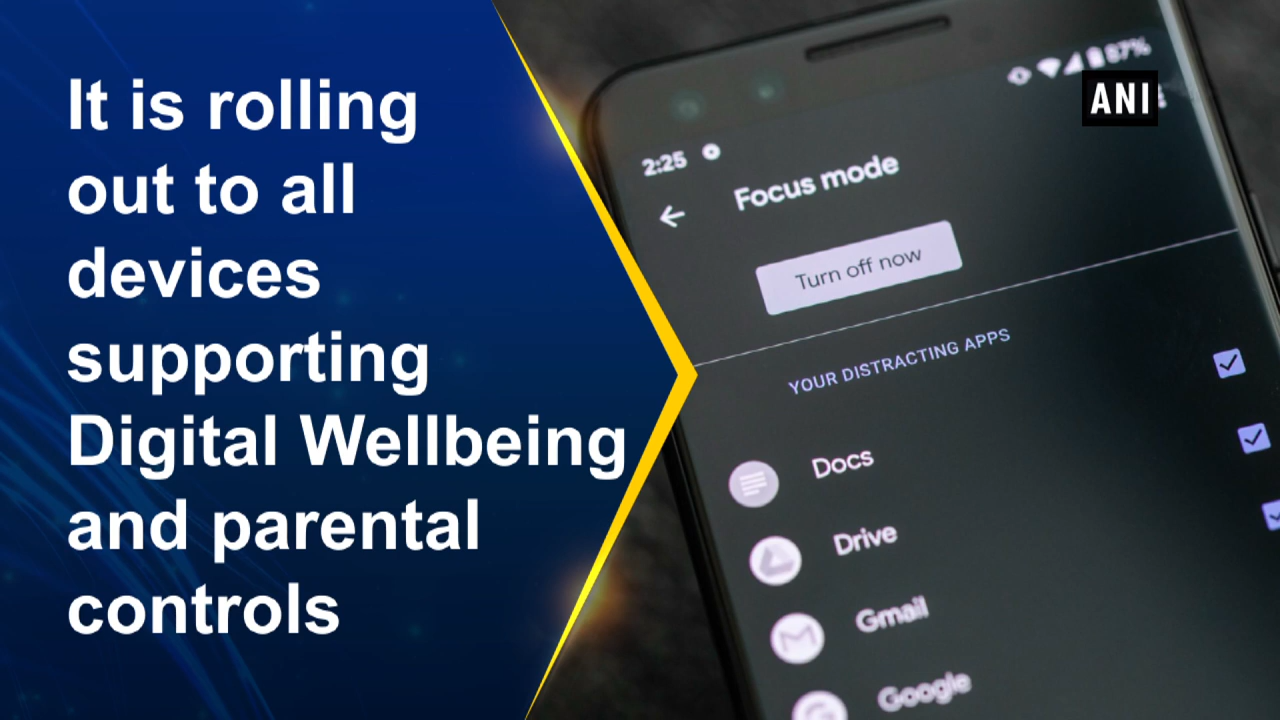 It is rolling
out to all
devices
supporting
Digital Wellbeing
and parental
controls
ANI
87%
2:25
Focus mode
Turn off now
YOUR DISTRACTING APPS
Docs
Drive
Gmail
Google